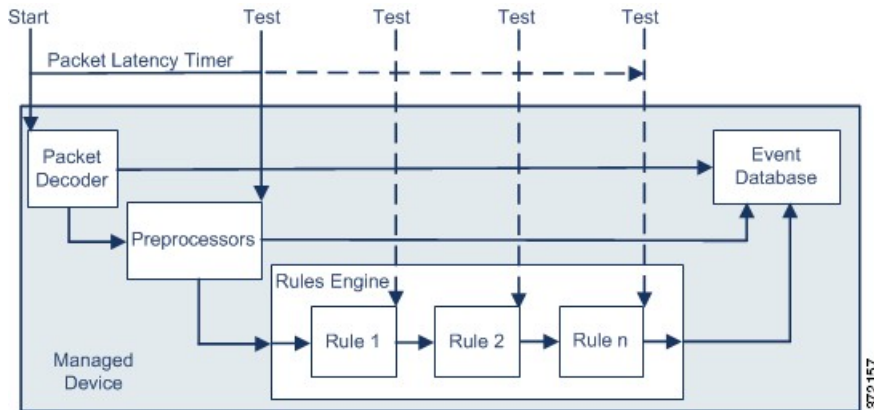 Start
Test
Test
Test
Test
Packet Latency Timer
Packet
Decoder
Event
Database
Preprocessors
Rules Engine
Rule 1
Rule 2
Rule n
Managed
Device
372157